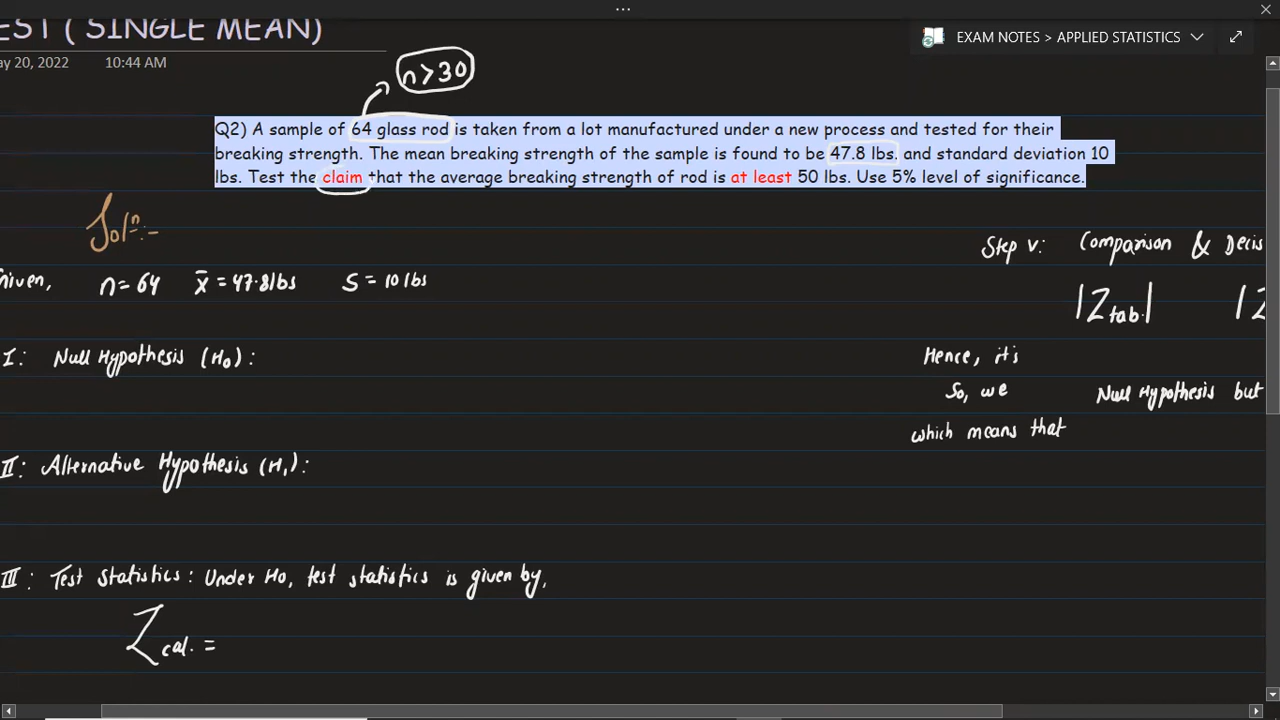 EST ( SINGLE MEAN)
ay 20, 2022 10:44 AM
EXAM NOTES > APPLIED STATISTICS
n>30
Q2) A sample of 64 glass rod is taken from a lot manufactured under a new process and tested for their
breaking strength. The mean breaking strength of the sample is found to be 47.8 lbs. and standard deviation 10
lbs. Test the claim that the average breaking strength of rod is at least 50 lbs. Use 5% level of significance.
Solⁿ:-
Given, n=64 x̄=47.8lbs S=10lbs
I: Null Hypothesis (H₀):
II: Alternative Hypothesis (H₁):
III: Test Statistics: Under H₀, test statistics is given by,
Zcal. =
Step V: Comparison & Decis
|Ztab.| |Z
Hence, it's
So, we Null Hypothesis but
which means that